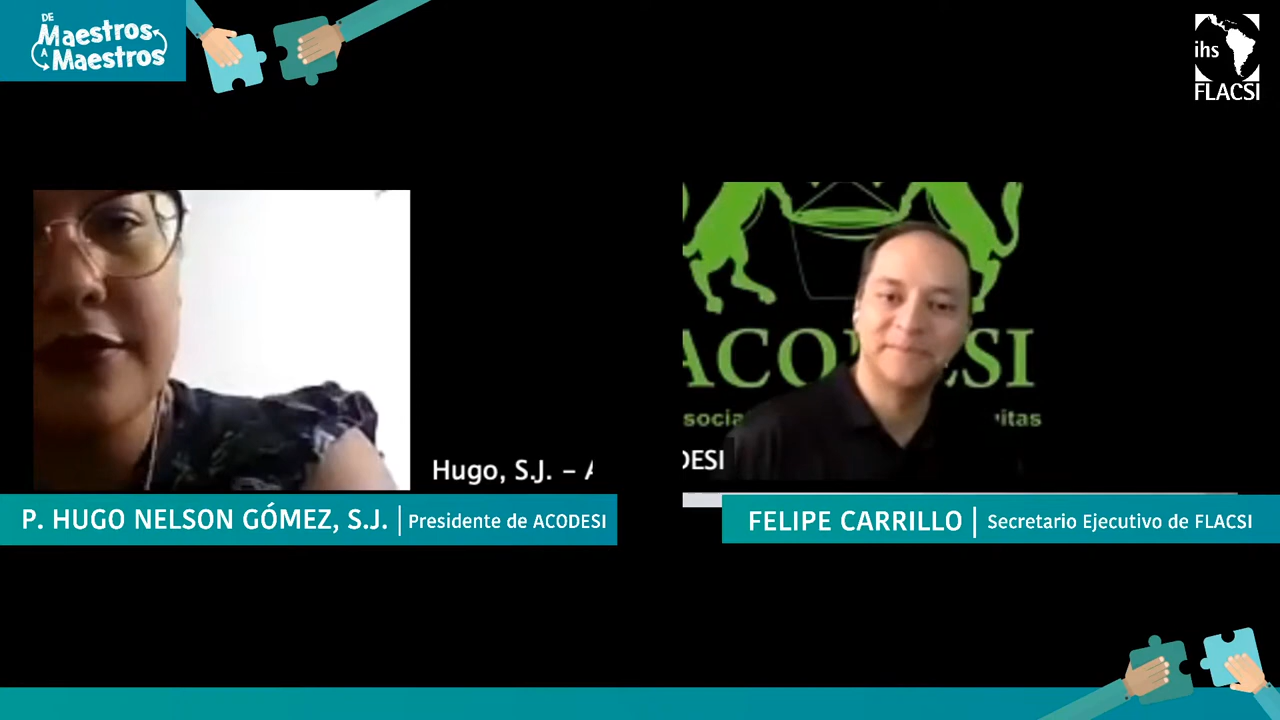 DE
Maestros
A Maestros
ihs
FLACSI
ACODESI
Hugo, S.J. –
DESI
P. HUGO NELSON GÓMEZ, S.J. | Presidente de ACODESI
FELIPE CARRILLO | Secretario Ejecutivo de FLACSI